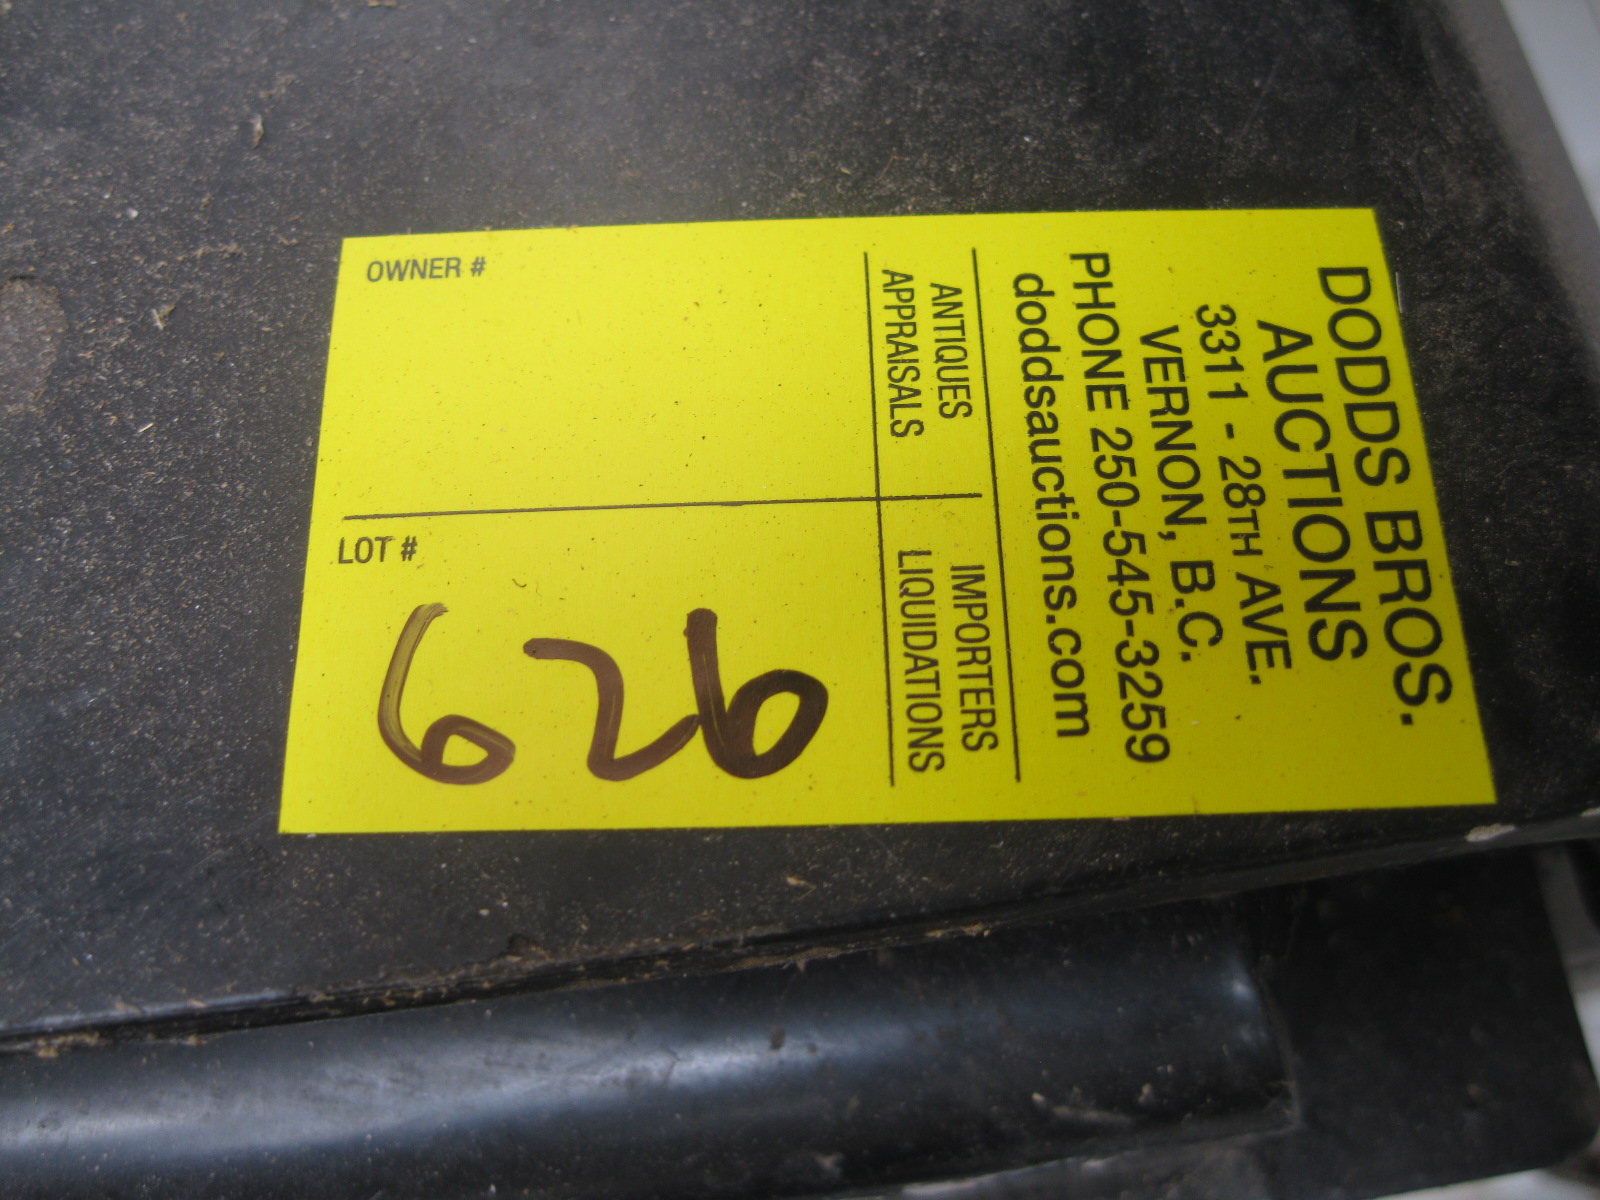 DODDS BROS.
AUCTIONS
3311 - 28TH AVE.
VERNON, B.C.
PHONE 250-545-3259
doddsauctions.com
ANTIQUES
APPRAISALS
IMPORTERS
LIQUIDATIONS
OWNER #
LOT #
626